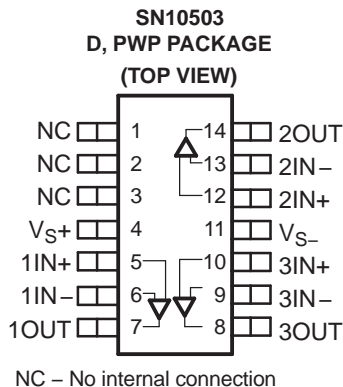 SN10503
D, PWP PACKAGE
(TOP VIEW)
NC 1 14 2OUT
NC 2 13 2IN−
NC 3 12 2IN+
VS+ 4 11 VS−
1IN+ 5 10 3IN+
1IN− 6 9 3IN−
1OUT 7 8 3OUT
NC − No internal connection